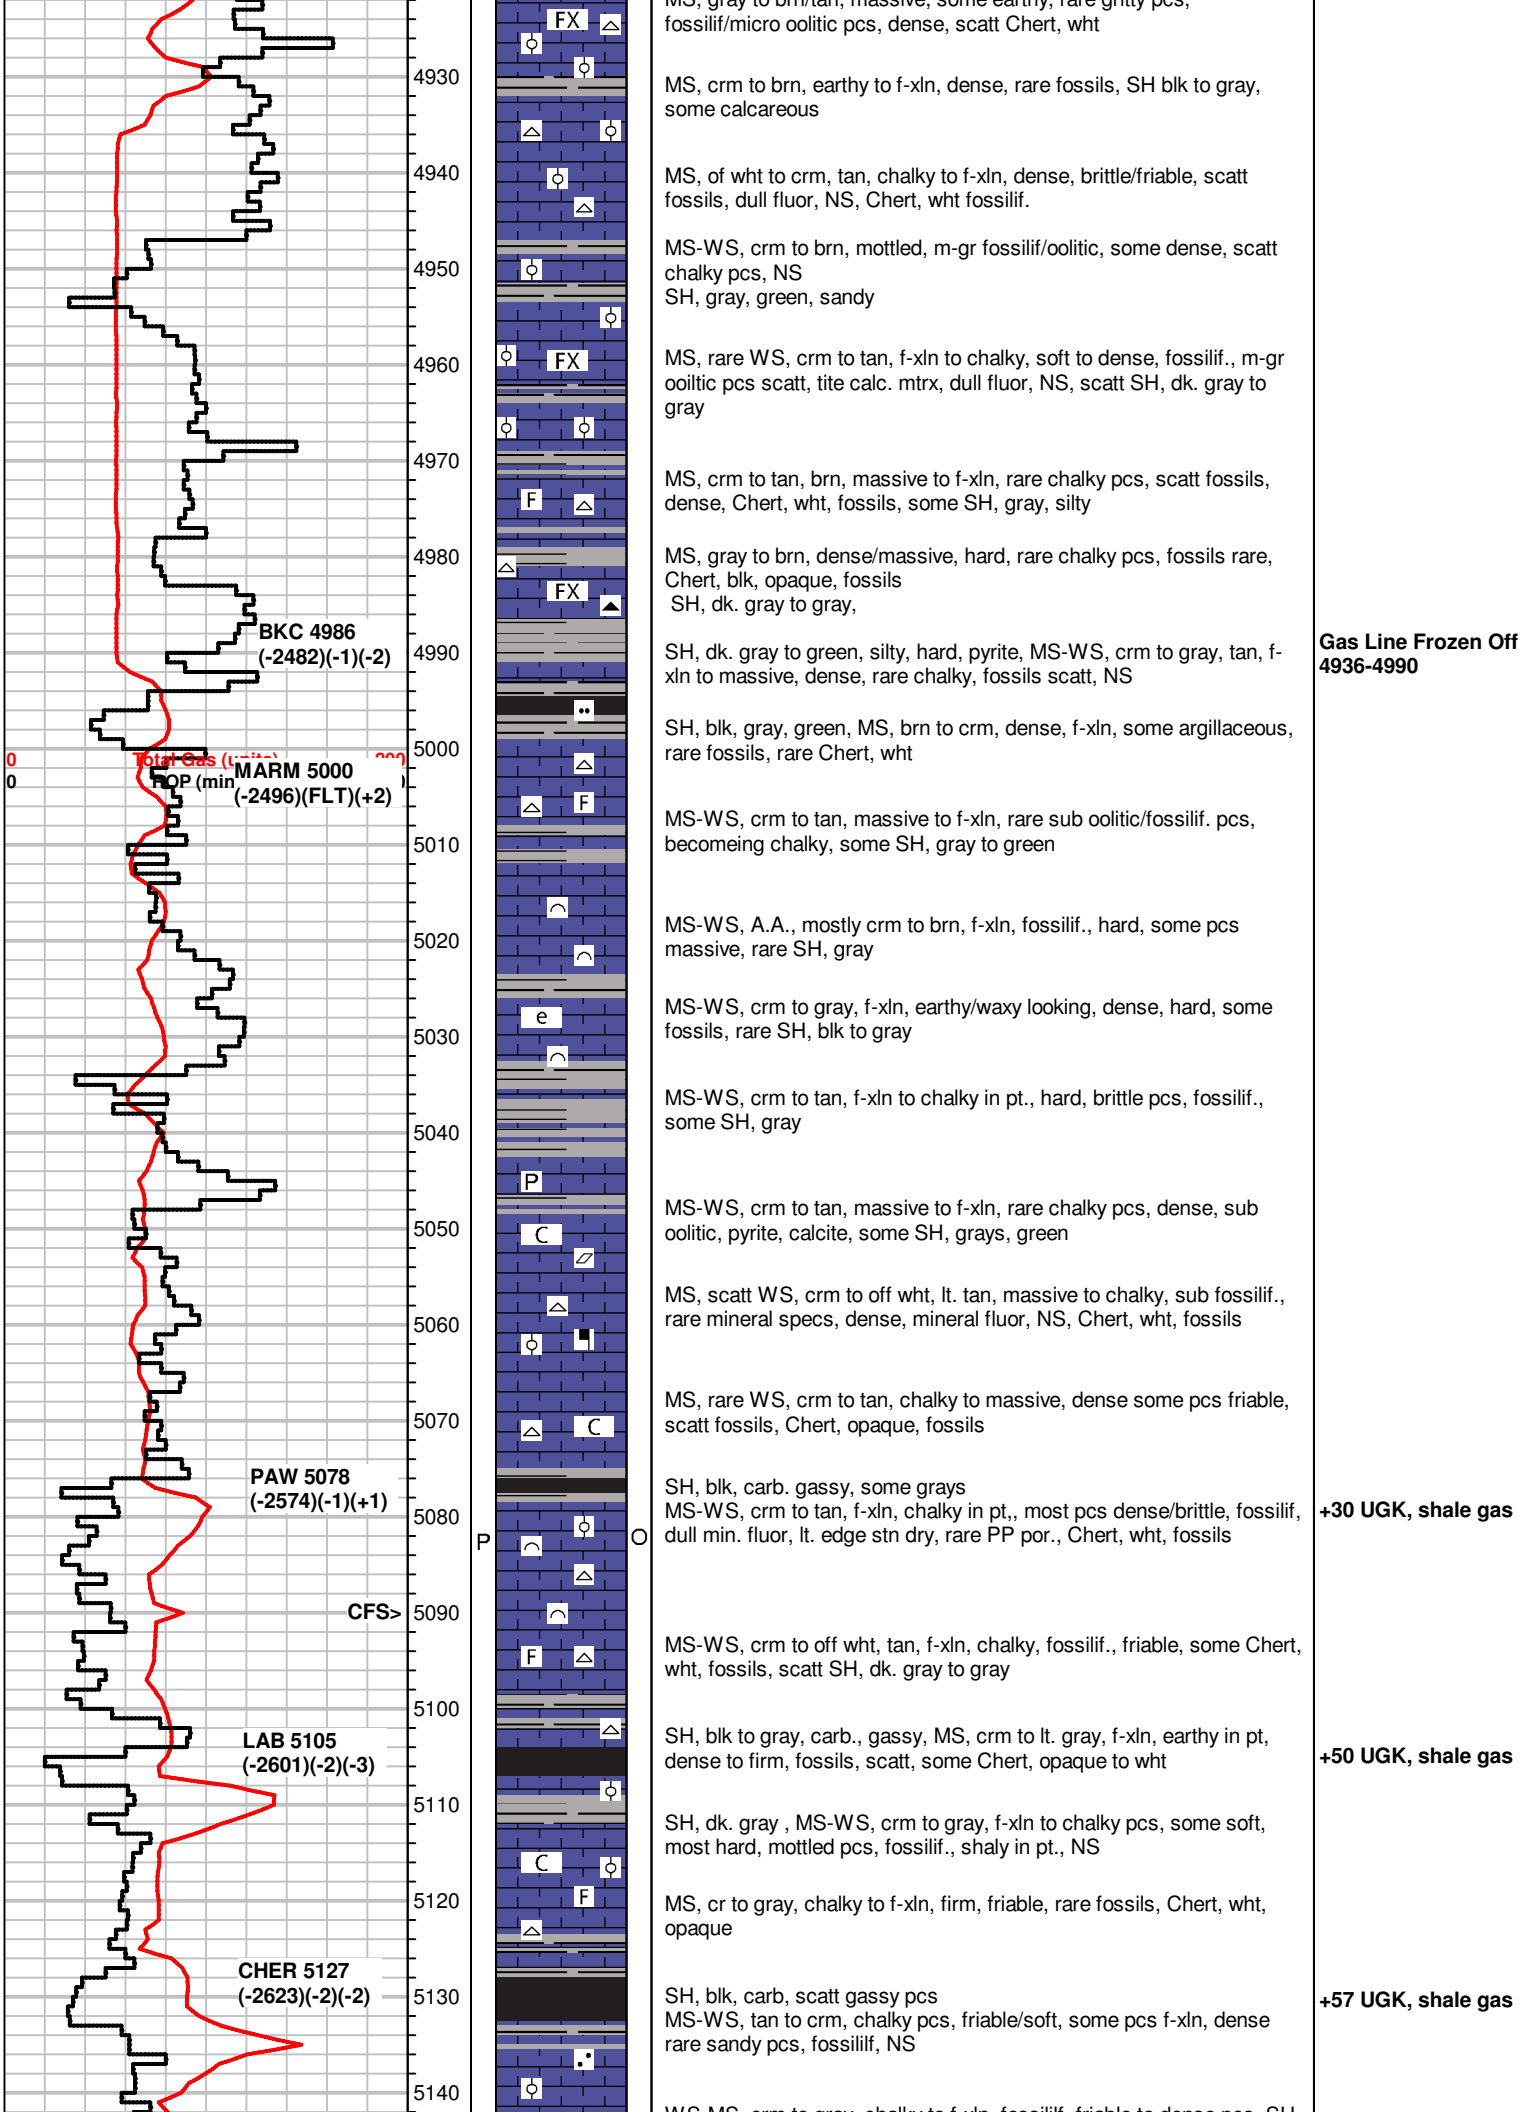 MS, gray to brn/tan, massive, some earthy, rare gritty pcs,
fossilif/micro oolitic pcs, dense, scatt Chert, wht
FX
4930
MS, crm to brn, earthy to f-xln, dense, rare fossils, SH blk to gray,
some calcareous
4940
MS, of wht to crm, tan, chalky to f-xln, dense, brittle/friable, scatt
fossils, dull fluor, NS, Chert, wht fossilif.
MS-WS, crm to brn, mottled, m-gr fossilif/oolitic, some dense, scatt
chalky pcs, NS
SH, gray, green, sandy
4950
4960
FX
MS, rare WS, crm to tan, f-xln to chalky, soft to dense, fossilif., m-gr
ooiltic pcs scatt, tite calc. mtrx, dull fluor, NS, scatt SH, dk. gray to
gray
4970
F
MS, crm to tan, brn, massive to f-xln, rare chalky pcs, scatt fossils,
dense, Chert, wht, fossils, some SH, gray, silty
4980
FX
MS, gray to brn, dense/massive, hard, rare chalky pcs, fossils rare,
Chert, blk, opaque, fossils
SH, dk. gray to gray,
BKC 4986
(-2482)(-1)(-2)
4990
SH, dk. gray to green, silty, hard, pyrite, MS-WS, crm to gray, tan, f-
xln to massive, dense, rare chalky, fossils scatt, NS
Gas Line Frozen Off
4936-4990
SH, blk, gray, green, MS, brn to crm, dense, f-xln, some argillaceous,
rare fossils, rare Chert, wht
5000
0 Total Gas (units) 200
0 ROP (min
MARM 5000
(-2496)(FLT)(+2)
F
MS-WS, crm to tan, massive to f-xln, rare sub oolitic/fossilif. pcs,
becomeing chalky, some SH, gray to green
5010
MS-WS, A.A., mostly crm to brn, f-xln, fossilif., hard, some pcs
massive, rare SH, gray
5020
e
MS-WS, crm to gray, f-xln, earthy/waxy looking, dense, hard, some
fossils, rare SH, blk to gray
5030
MS-WS, crm to tan, f-xln to chalky in pt., hard, brittle pcs, fossilif.,
some SH, gray
5040
P
MS-WS, crm to tan, massive to f-xln, rare chalky pcs, dense, sub
oolitic, pyrite, calcite, some SH, grays, green
5050
C
MS, scatt WS, crm to off wht, lt. tan, massive to chalky, sub fossilif.,
rare mineral specs, dense, mineral fluor, NS, Chert, wht, fossils
5060
MS, rare WS, crm to tan, chalky to massive, dense some pcs friable,
scatt fossils, Chert, opaque, fossils
5070
C
PAW 5078
(-2574)(-1)(+1)
SH, blk, carb. gassy, some grays
MS-WS, crm to tan, f-xln, chalky in pt,, most pcs dense/brittle, fossilif,
dull min. fluor, lt. edge stn dry, rare PP por., Chert, wht, fossils
+30 UGK, shale gas
5080
P
O
CFS> 5090
F
MS-WS, crm to off wht, tan, f-xln, chalky, fossilif., friable, some Chert,
wht, fossils, scatt SH, dk. gray to gray
5100
LAB 5105
(-2601)(-2)(-3)
SH, blk to gray, carb., gassy, MS, crm to lt. gray, f-xln, earthy in pt,
dense to firm, fossils, scatt, some Chert, opaque to wht
+50 UGK, shale gas
5110
SH, dk. gray , MS-WS, crm to gray, f-xln to chalky pcs, some soft,
most hard, mottled pcs, fossilif., shaly in pt., NS
C
F
5120
MS, cr to gray, chalky to f-xln, firm, friable, rare fossils, Chert, wht,
opaque
CHER 5127
(-2623)(-2)(-2)
5130
SH, blk, carb, scatt gassy pcs
MS-WS, tan to crm, chalky pcs, friable/soft, some pcs f-xln, dense
rare sandy pcs, fossililf, NS
+57 UGK, shale gas
5140
WS-MS, crm to gray, chalky to f-xln, fossililf, friable to dense pcs, SH